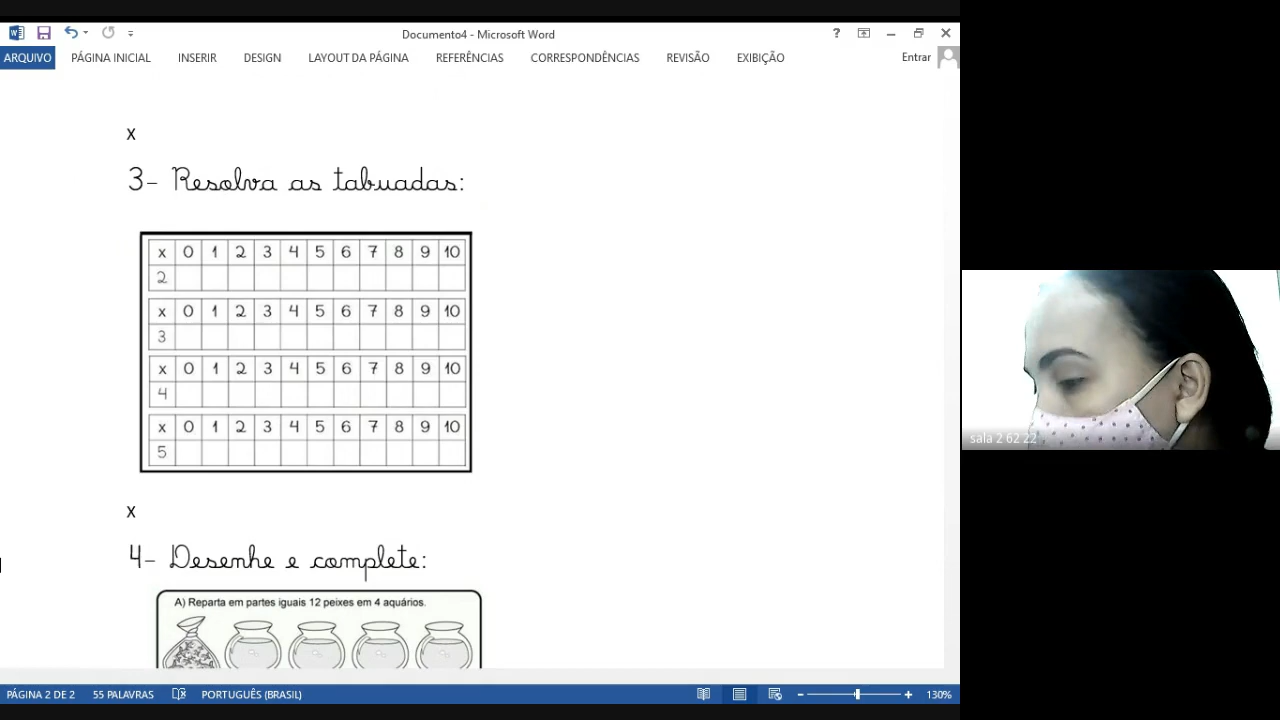 Documento4 - Microsoft Word
?
ARQUIVO PÁGINA INICIAL INSERIR DESIGN LAYOUT DA PÁGINA REFERÊNCIAS CORRESPONDÊNCIAS REVISÃO EXIBIÇÃO Entrar
x
3- Resolva as tabuadas:
x 0 1 2 3 4 5 6 7 8 9 10
2
x 0 1 2 3 4 5 6 7 8 9 10
3
x 0 1 2 3 4 5 6 7 8 9 10
4
x 0 1 2 3 4 5 6 7 8 9 10
5
x
4- Desenhe e complete:
A) Reparta em partes iguais 12 peixes em 4 aquários.
sala 2 62 22
PÁGINA 2 DE 2 55 PALAVRAS PORTUGUÊS (BRASIL) 130%